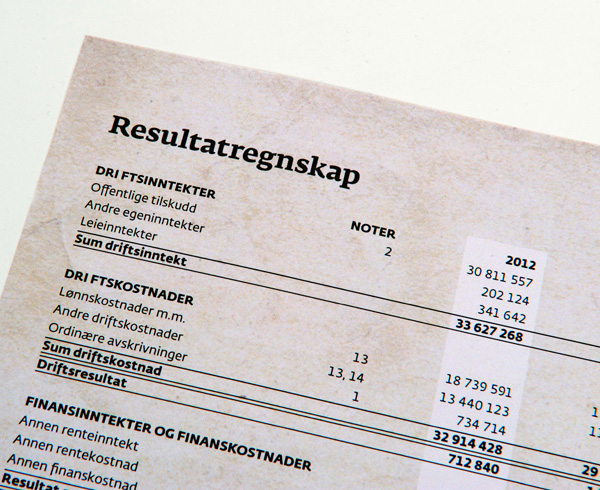 Resultatregnskap
DRI FTSINNTEKTER NOTER 2012
Offentlige tilskudd 2 30 811 557
Andre egeninntekter 202 124
Leieinntekter 341 642
Sum driftsinntekt 33 627 268
DRI FTSKOSTNADER
Lønnskostnader m.m. 13 18 739 591
Andre driftskostnader 13, 14 13 440 123
Ordinære avskrivninger 1 734 714
Sum driftskostnad 32 914 428 29
Driftsresultat 712 840
FINANSINNTEKTER OG FINANSKOSTNADER
Annen renteinntekt
Annen rentekostnad
Annen finanskostnad